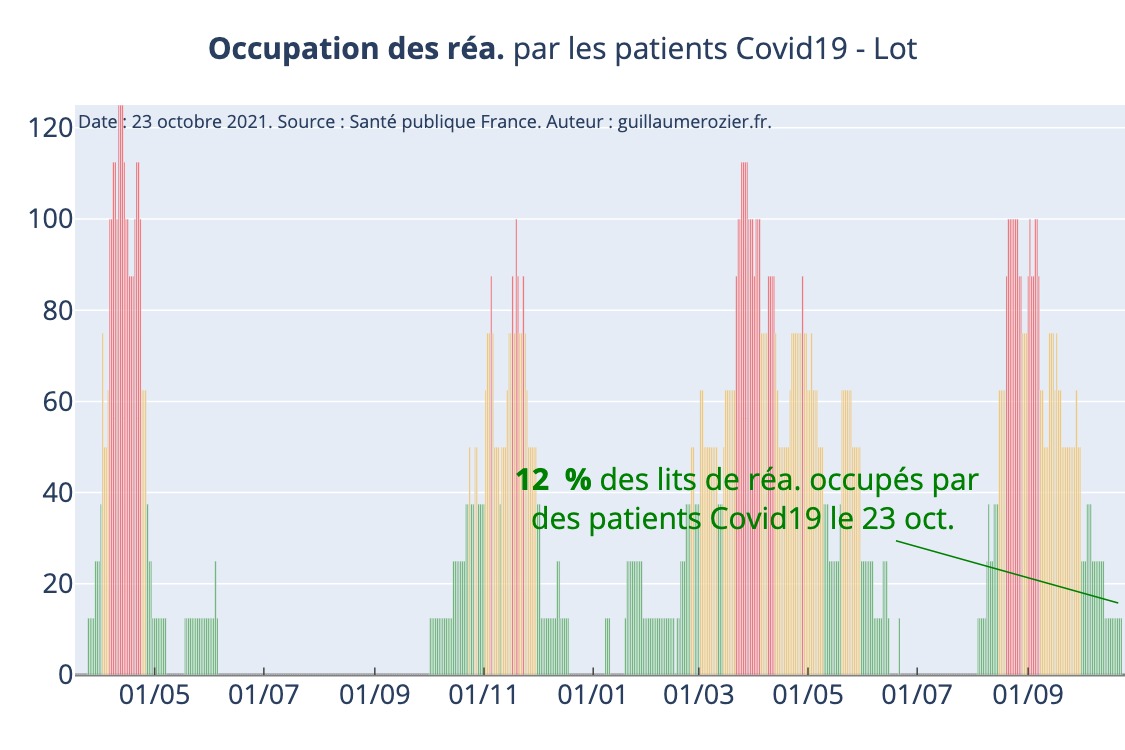 Occupation des réa. par les patients Covid19 - Lot
Date : 23 octobre 2021. Source : Santé publique France. Auteur : guillaumerozier.fr.
120
100
80
60
40
20
0
12 % des lits de réa. occupés par
des patients Covid19 le 23 oct.
01/05 01/07 01/09 01/11 01/01 01/03 01/05 01/07 01/09